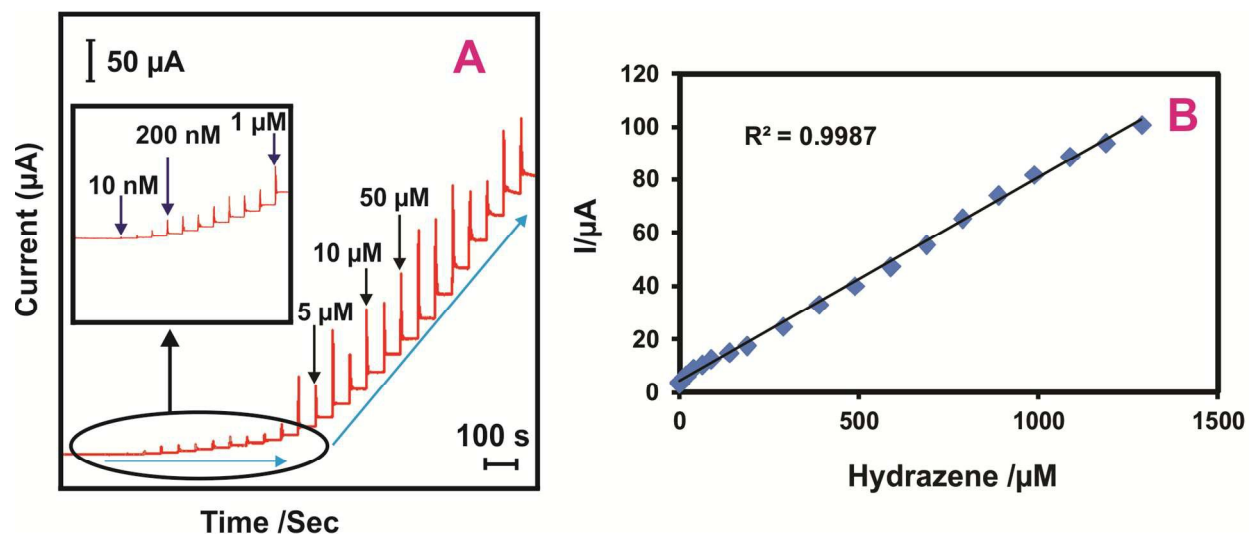 50 µA
A
200 nM
1 µM
10 nM
50 µM
10 µM
5 µM
100 s
Current (µA)
Time /Sec
B
R² = 0.9987
120
100
80
60
40
20
0
0
500
1000
1500
I/µA
Hydrazene /µM